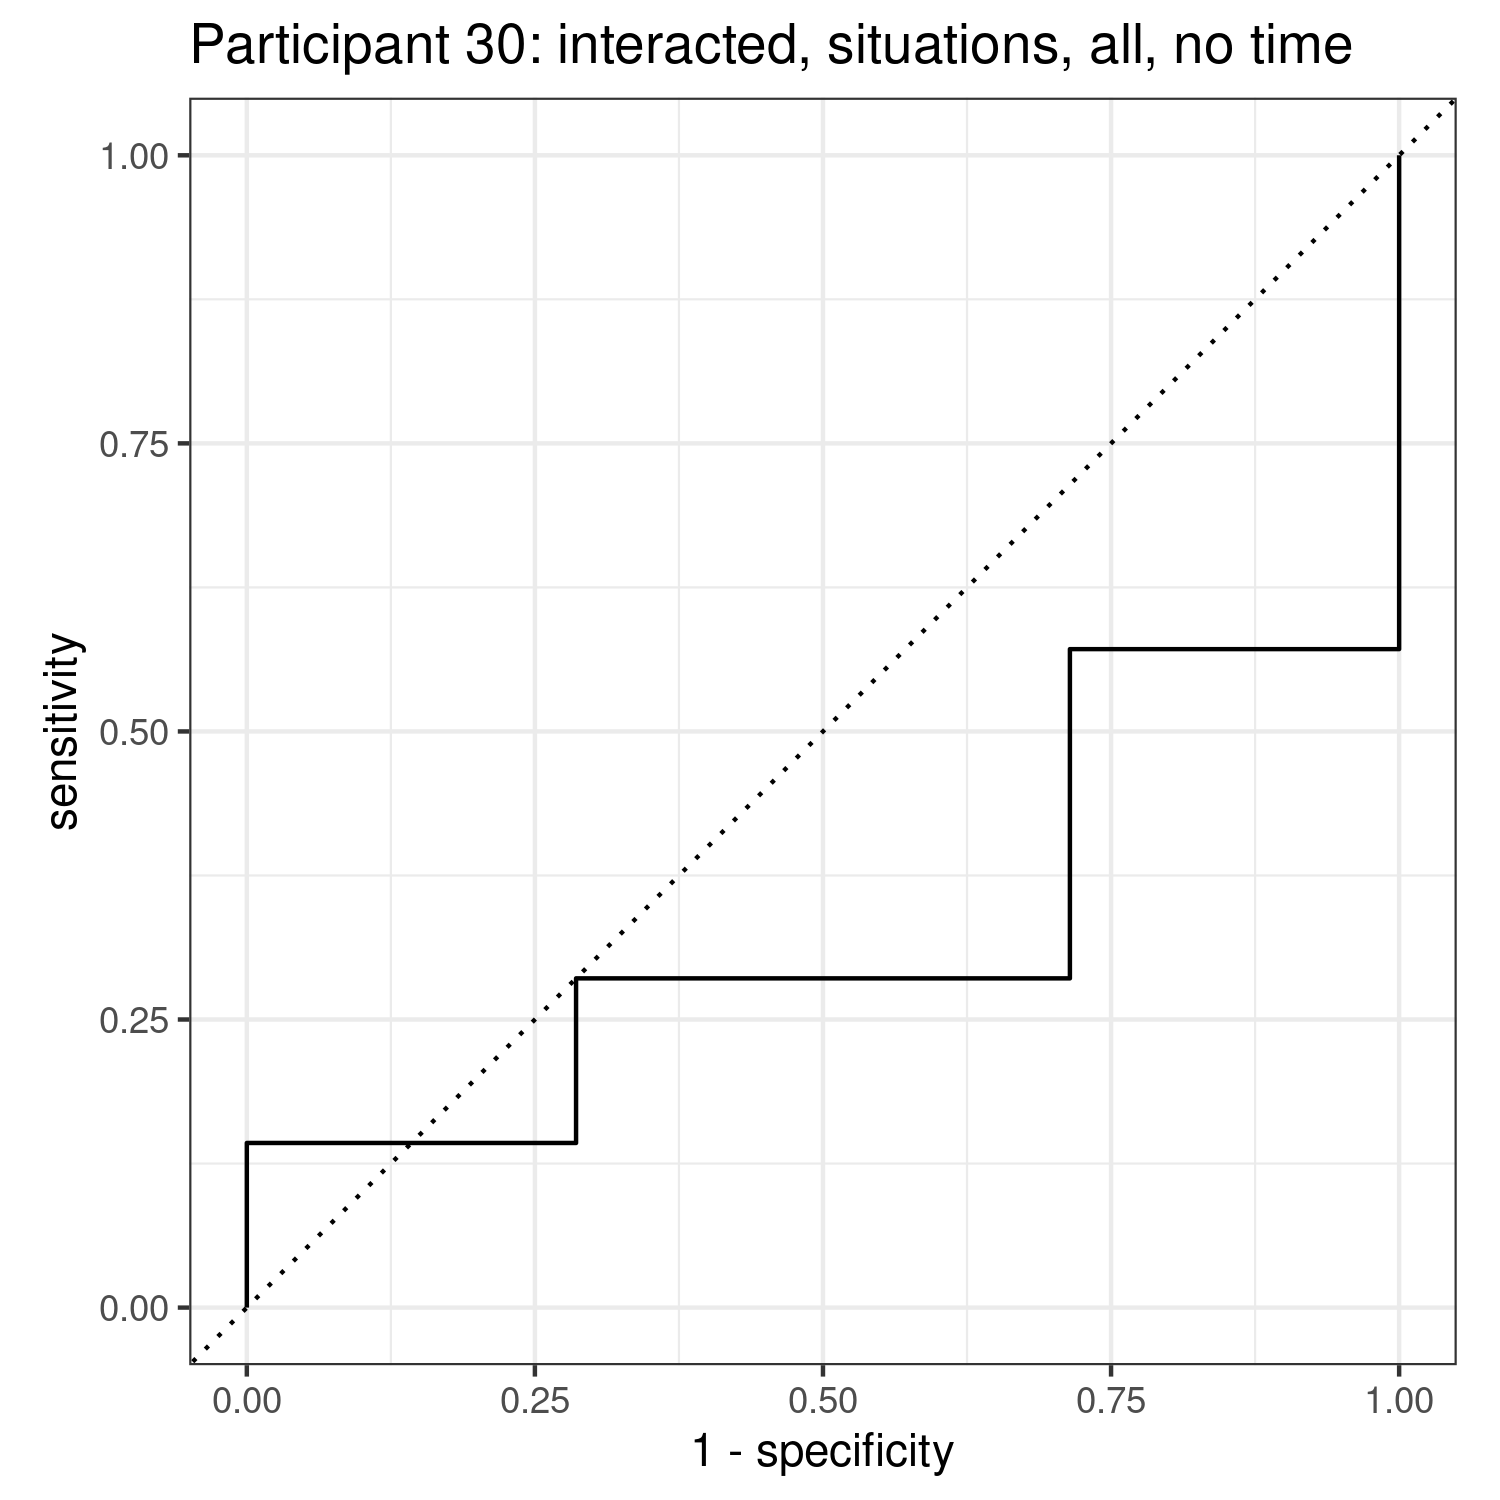 Participant 30: interacted, situations, all, no time
1.00
0.75
0.50
0.25
0.00
sensitivity
0.00 0.25 0.50 0.75 1.00
1 - specificity